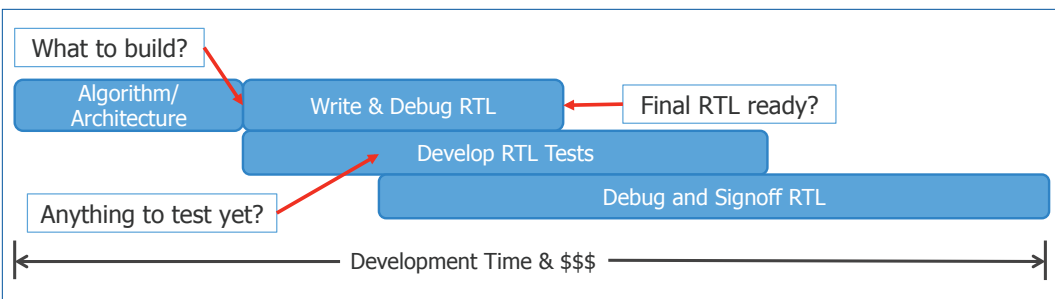 What to build?
Algorithm/
Architecture
Write & Debug RTL
Final RTL ready?
Develop RTL Tests
Debug and Signoff RTL
Anything to test yet?
Development Time & $$$